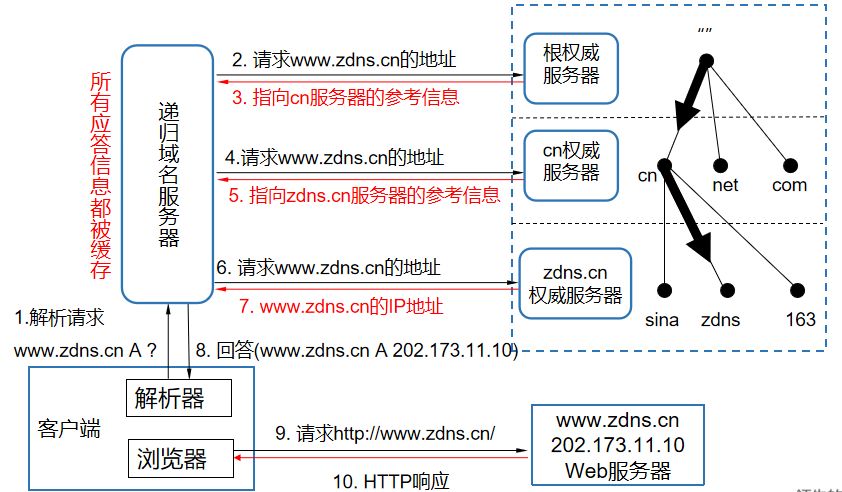 递归域名服务器
所有应答信息都被缓存
2. 请求www.zdns.cn的地址
3. 指向cn服务器的参考信息
根权威
服务器
“”
4.请求www.zdns.cn的地址
5. 指向zdns.cn服务器的参考信息
cn权威
服务器
cn
net
com
6. 请求www.zdns.cn的地址
7. www.zdns.cn的IP地址
zdns.cn
权威服务器
sina
zdns
163
1.解析请求
www.zdns.cn A ?
8. 回答(www.zdns.cn A 202.173.11.10)
客户端
解析器
浏览器
9. 请求http://www.zdns.cn/
10. HTTP响应
www.zdns.cn
202.173.11.10
Web服务器